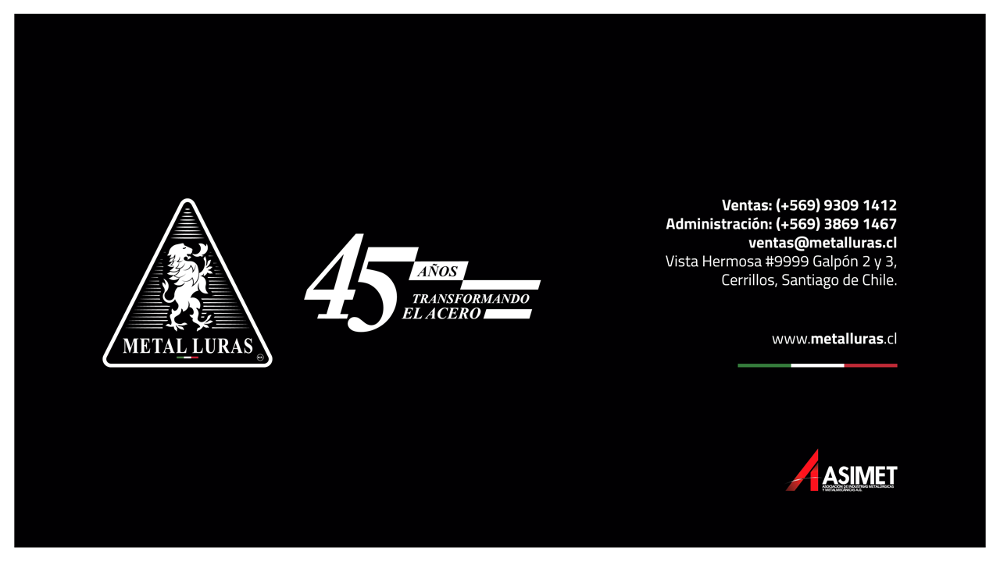 METAL LURAS
45
AÑOS
TRANSFORMANDO
EL ACERO
Ventas: (+569) 9309 1412
Administración: (+569) 3869 1467
ventas@metalluras.cl
Vista Hermosa #9999 Galpón 2 y 3,
Cerrillos, Santiago de Chile.
www.metalluras.cl
ASIMET
ASOCIACIÓN DE INDUSTRIAS METALÚRGICAS
Y METALMECÁNICAS A.G.